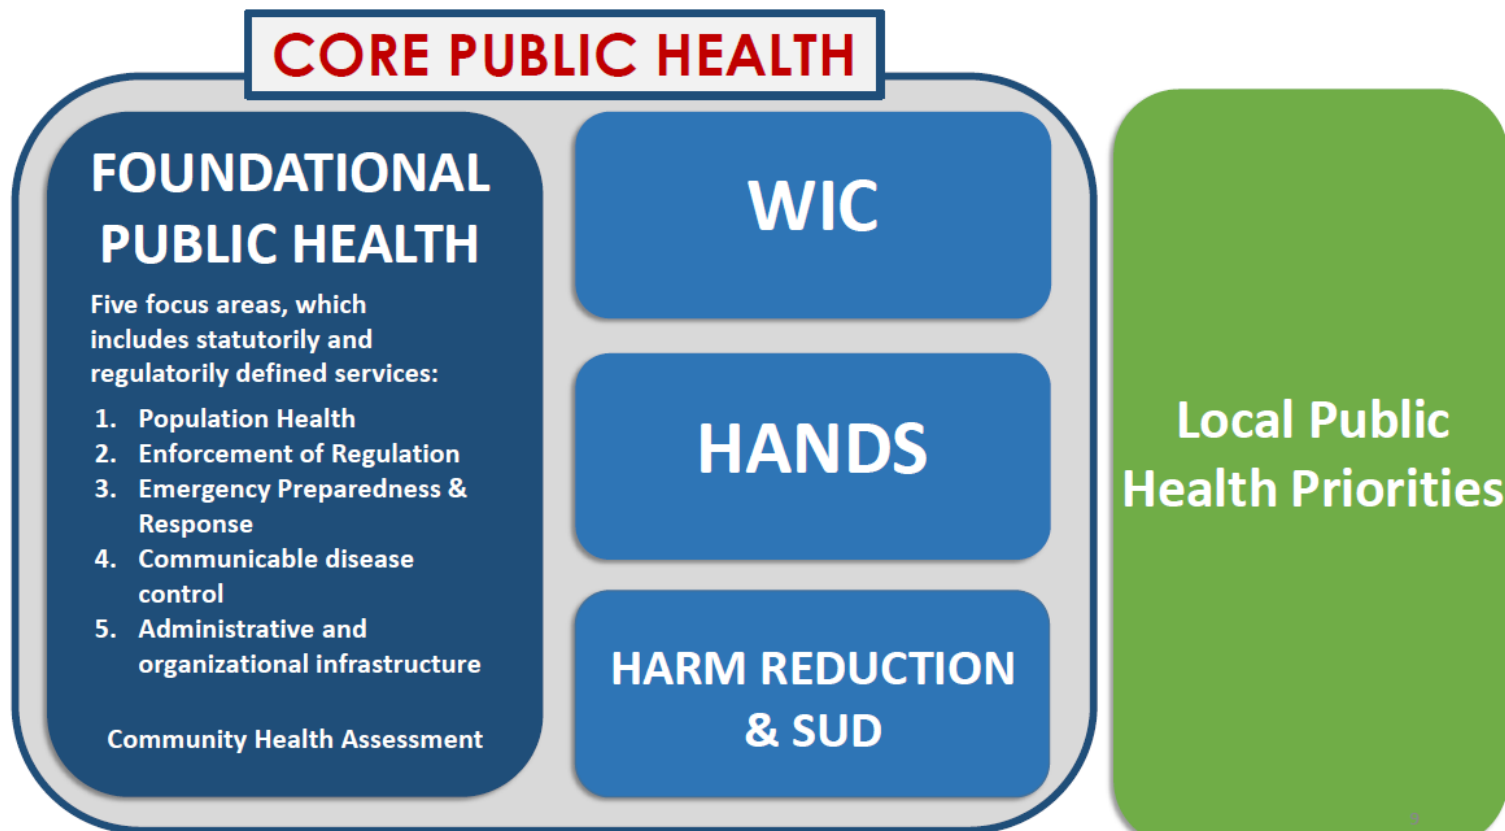 CORE PUBLIC HEALTH
FOUNDATIONAL
PUBLIC HEALTH
Five focus areas, which
includes statutorily and
regulatorily defined services:
1. Population Health
2. Enforcement of Regulation
3. Emergency Preparedness &
Response
4. Communicable disease
control
5. Administrative and
organizational infrastructure
Community Health Assessment
WIC
HANDS
HARM REDUCTION
& SUD
Local Public
Health Priorities
9